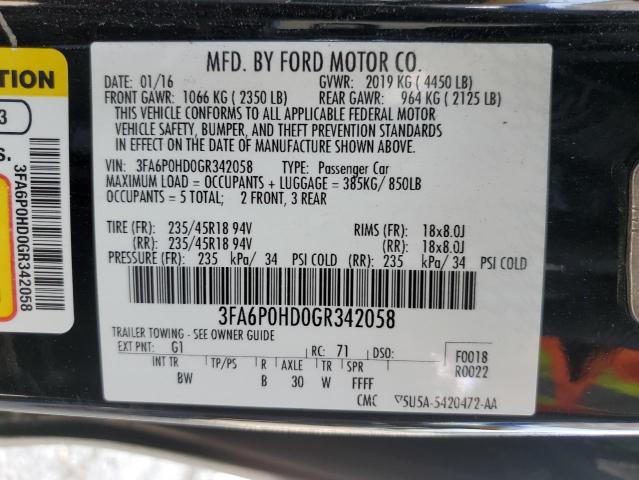 MFD. BY FORD MOTOR CO.
DATE: 01/16 GVWR: 2019 KG ( 4450 LB)
FRONT GAWR: 1066 KG ( 2350 LB) REAR GAWR: 964 KG ( 2125 LB)
THIS VEHICLE CONFORMS TO ALL APPLICABLE FEDERAL MOTOR
VEHICLE SAFETY, BUMPER, AND THEFT PREVENTION STANDARDS
IN EFFECT ON THE DATE OF MANUFACTURE SHOWN ABOVE.
VIN: 3FA6P0HD0GR342058 TYPE: Passenger Car
MAXIMUM LOAD = OCCUPANTS + LUGGAGE = 385KG/ 850LB
OCCUPANTS = 5 TOTAL; 2 FRONT, 3 REAR
TIRE (FR): 235/45R18 94V RIMS (FR): 18x8.0J
(RR): 235/45R18 94V (RR): 18x8.0J
PRESSURE (FR): 235 kPa/ 34 PSI COLD (RR): 235 kPa/ 34 PSI COLD
3FA6P0HD0GR342058
TRAILER TOWING - SEE OWNER GUIDE
EXT PNT: G1 RC: 71 DSO: F0018
R0022
INT TR TP/PS R AXLE TR SPR
BW B 30 W FFFF
CMC ▽5U5A-5420472-AA
TION
3
S.
3FA6P0HD0GR342058